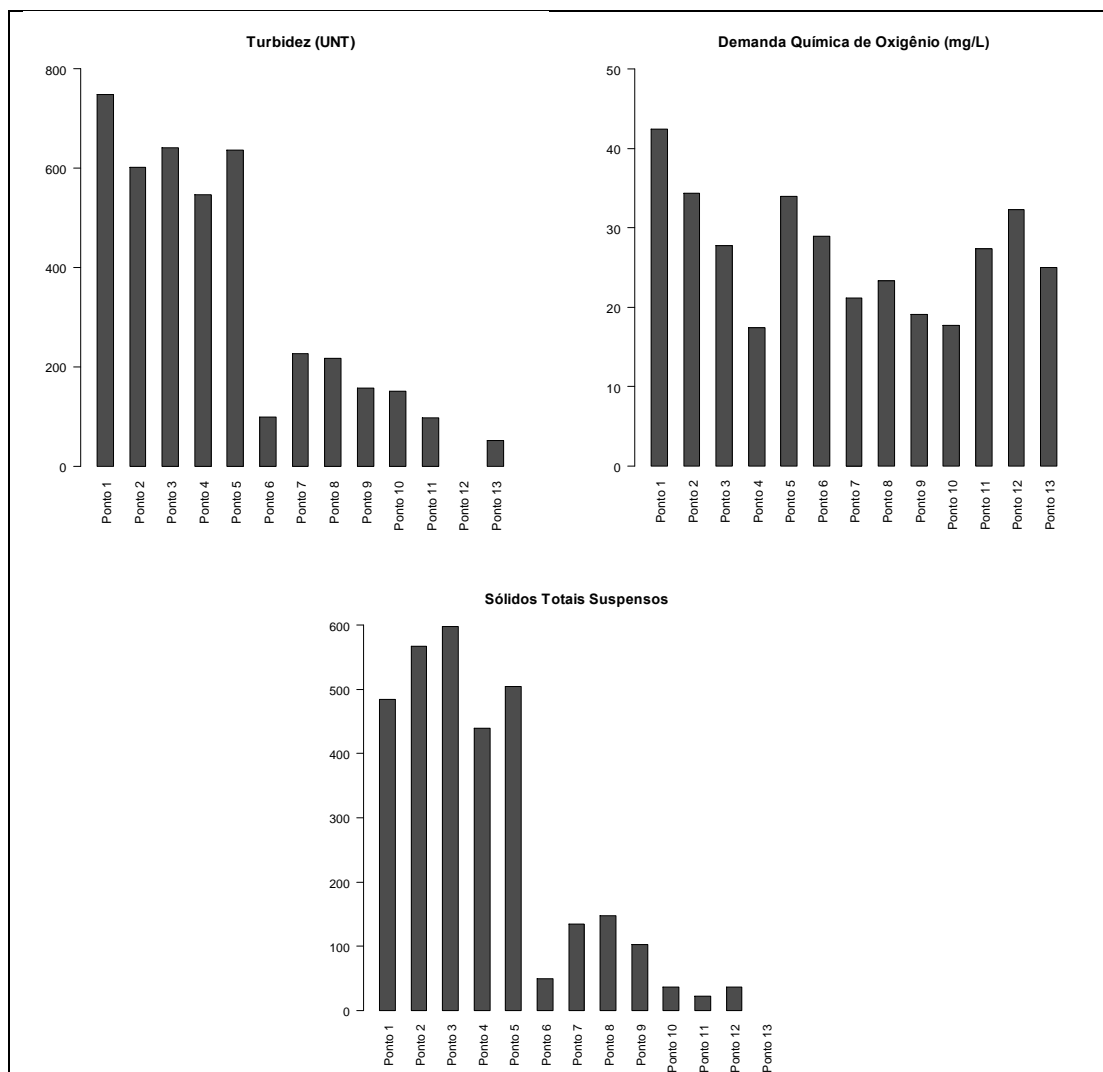 Turbidez (UNT)
800
600
400
200
0
Ponto 1
Ponto 2
Ponto 3
Ponto 4
Ponto 5
Ponto 6
Ponto 7
Ponto 8
Ponto 9
Ponto 10
Ponto 11
Ponto 12
Ponto 13
Demanda Química de Oxigênio (mg/L)
50
40
30
20
10
0
Ponto 1
Ponto 2
Ponto 3
Ponto 4
Ponto 5
Ponto 6
Ponto 7
Ponto 8
Ponto 9
Ponto 10
Ponto 11
Ponto 12
Ponto 13
Sólidos Totais Suspensos
600
500
400
300
200
100
0
Ponto 1
Ponto 2
Ponto 3
Ponto 4
Ponto 5
Ponto 6
Ponto 7
Ponto 8
Ponto 9
Ponto 10
Ponto 11
Ponto 12
Ponto 13